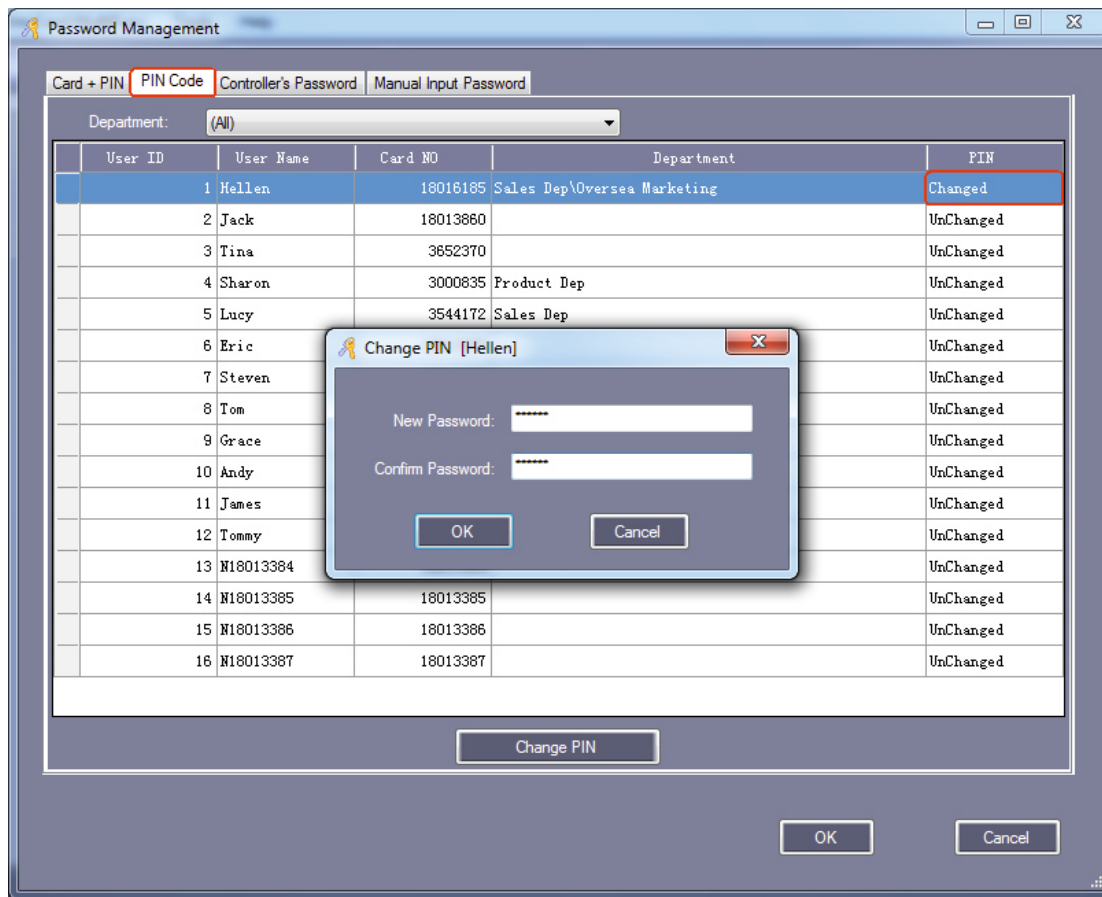 Password Management
Card + PIN PIN Code Controller's Password Manual Input Password
Department: (All)
User ID User Name Card NO Department PIN
1 Hellen 18016185 Sales Dep\Oversea Marketing Changed
2 Jack 18013860 UnChanged
3 Tina 3652370 UnChanged
4 Sharon 3000835 Product Dep UnChanged
5 Lucy 3544172 Sales Dep UnChanged
6 Eric UnChanged
Change PIN [Hellen]
7 Steven UnChanged
8 Tom UnChanged
New Password: ******
9 Grace UnChanged
Confirm Password: ******
10 Andy UnChanged
11 James UnChanged
12 Tommy UnChanged
OK Cancel
13 N18013384 UnChanged
14 N18013385 18013385 UnChanged
15 N18013386 18013386 UnChanged
16 N18013387 18013387 UnChanged
Change PIN
OK Cancel